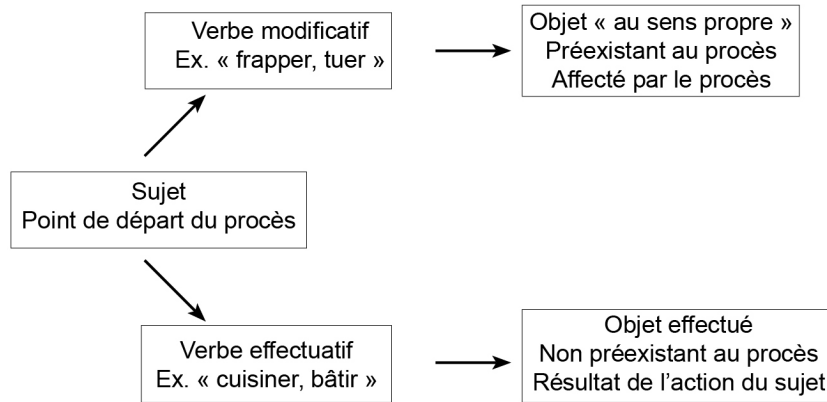 Verbe modificatif
Ex. « frapper, tuer »
Objet « au sens propre »
Préexistant au procès
Affecté par le procès
Sujet
Point de départ du procès
Verbe effectuatif
Ex. « cuisiner, bâtir »
Objet effectué
Non préexistant au procès
Résultat de l’action du sujet